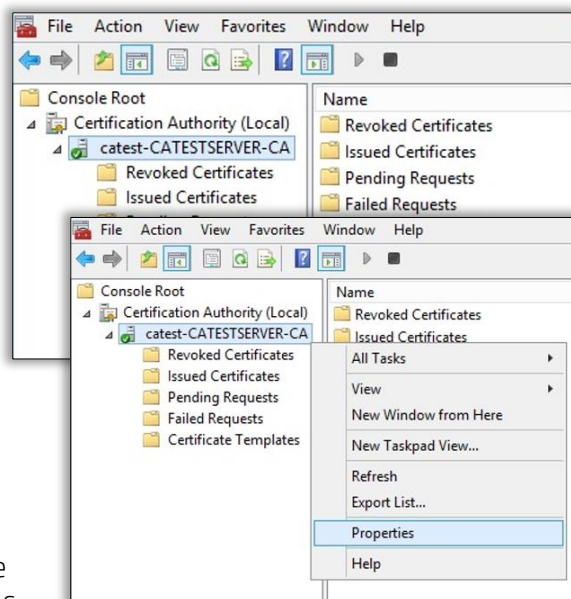 File Action View Favorites Window Help
Console Root
Certification Authority (Local)
catest-CATESTSERVER-CA
Revoked Certificates
Issued Certificates
Name
Revoked Certificates
Issued Certificates
Pending Requests
Failed Requests
File Action View Favorites Window Help
Console Root
Certification Authority (Local)
catest-CATESTSERVER-CA
Revoked Certificates
Issued Certificates
Pending Requests
Failed Requests
Certificate Templates
Name
Revoked Certificates
Issued Certificates
All Tasks
View
New Window from Here
New Taskpad View...
Refresh
Export List...
Properties
Help